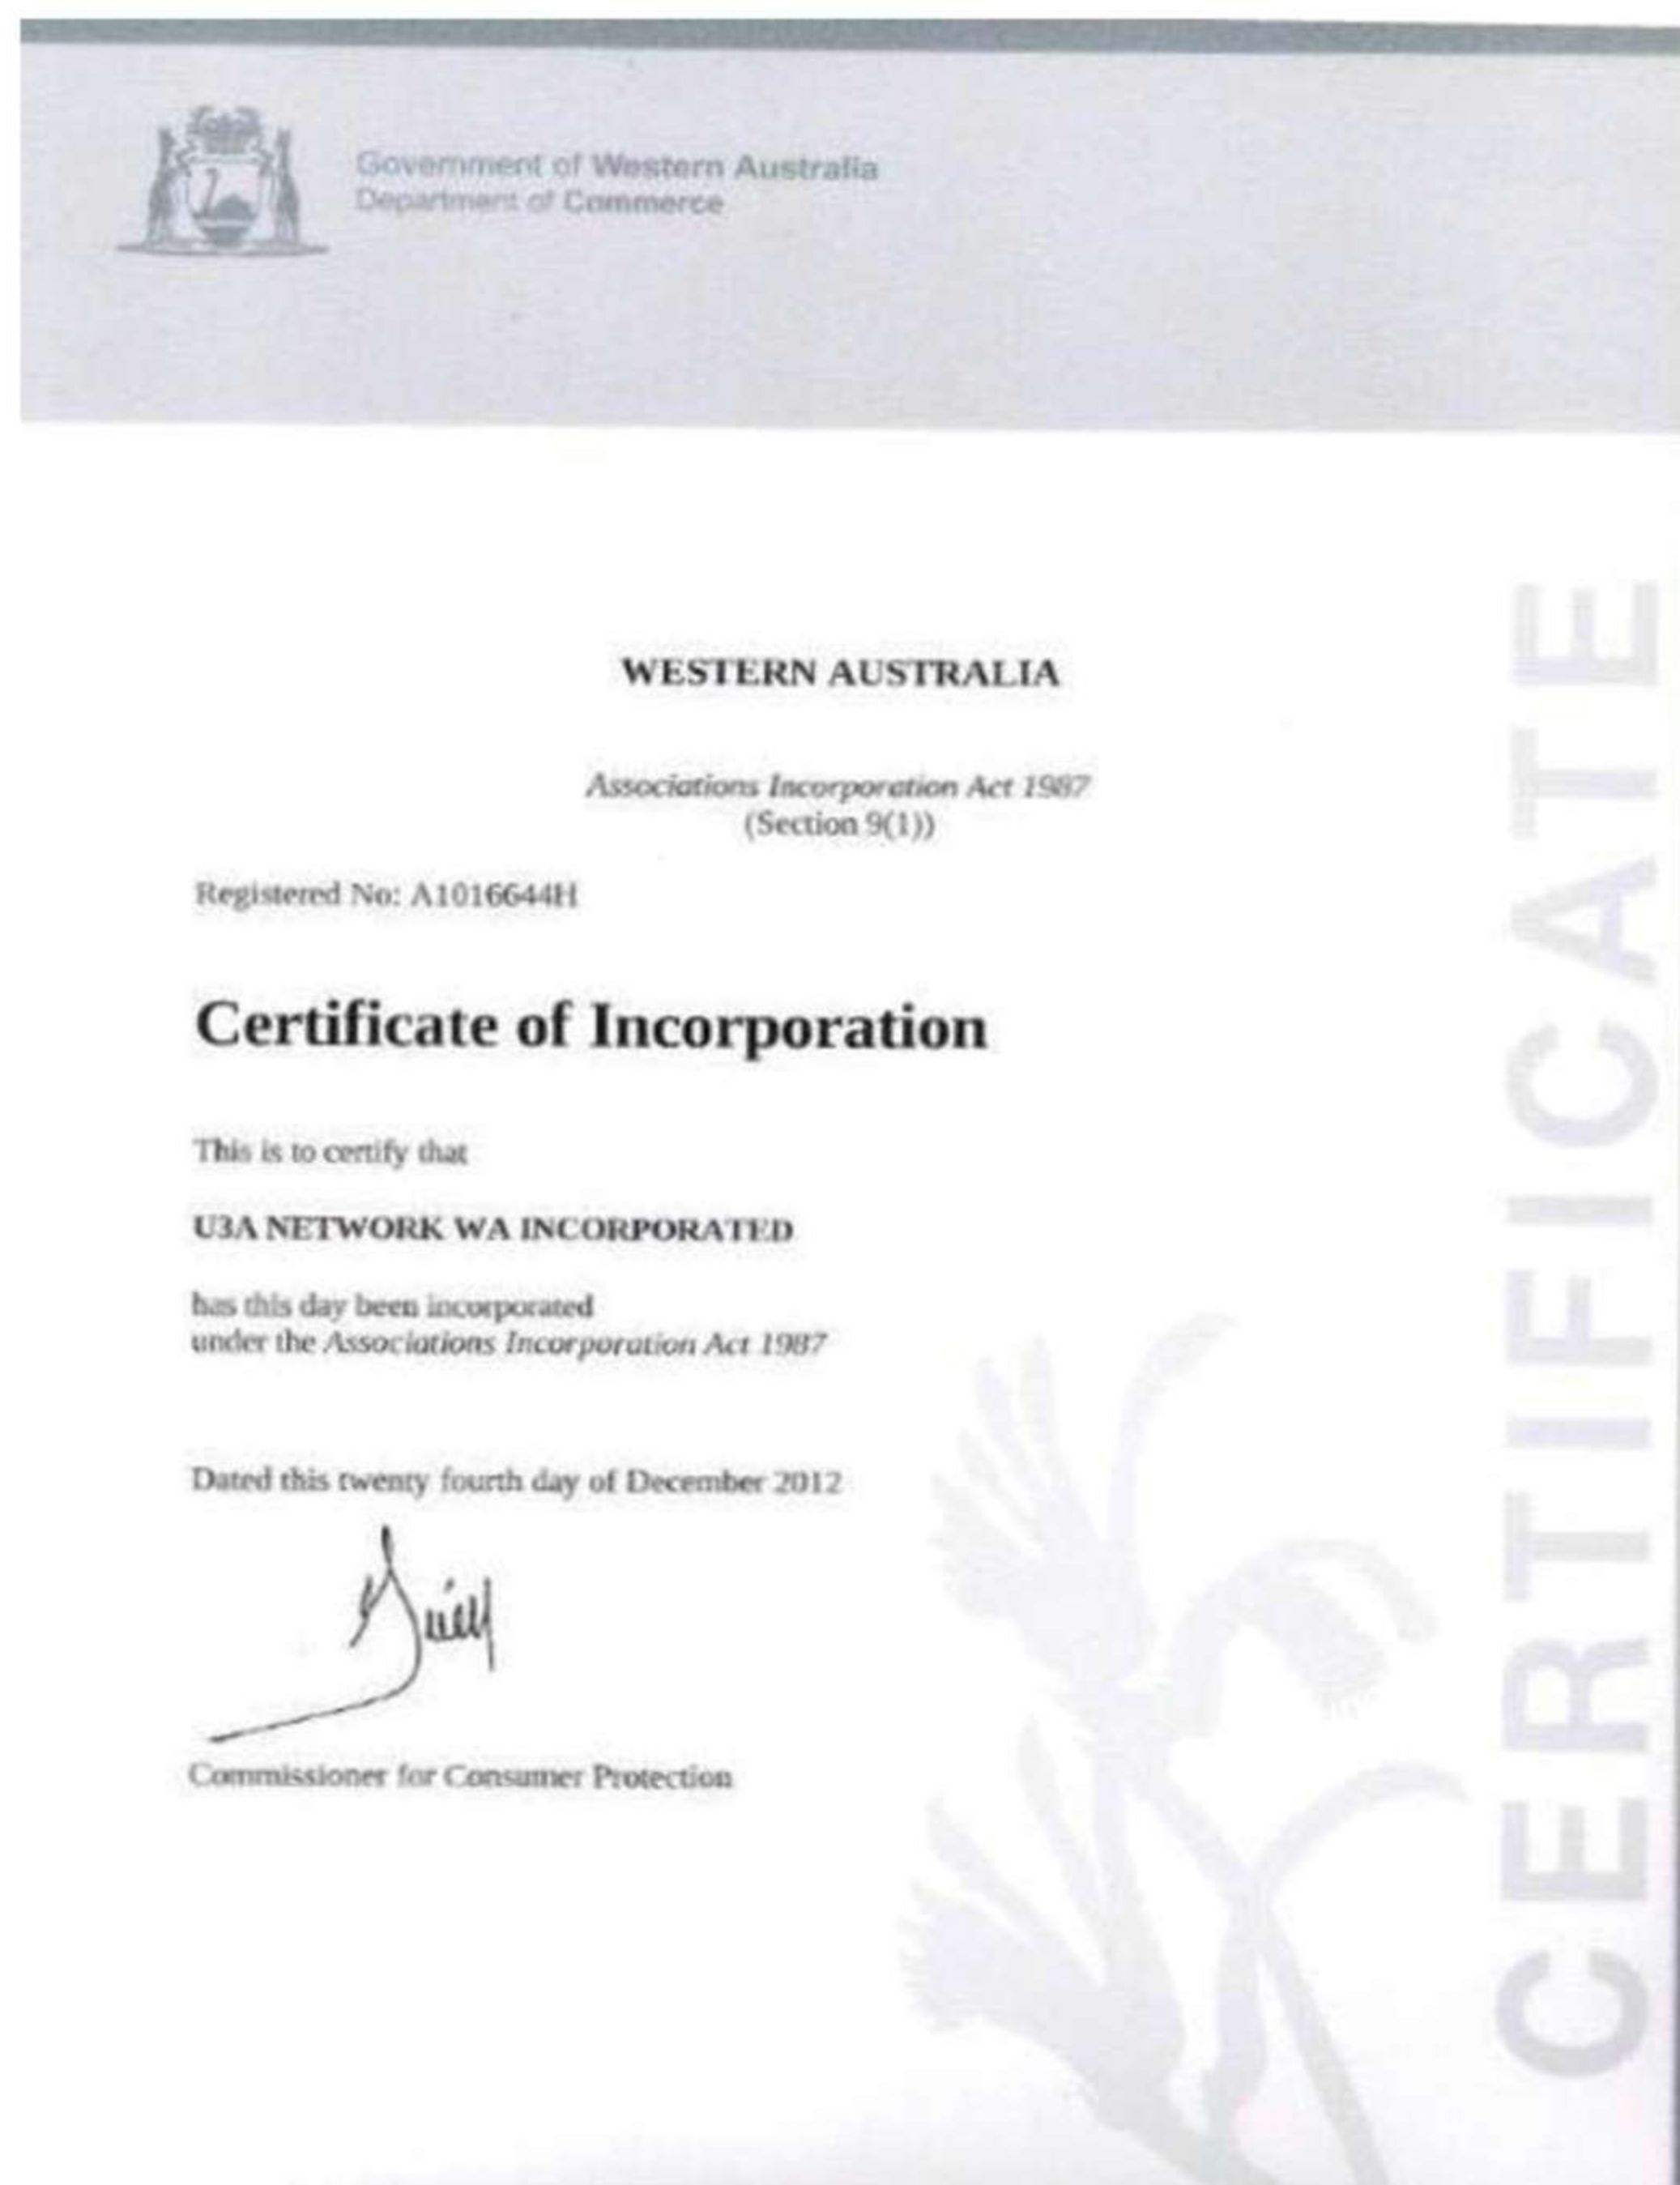 Government of Western Australia
Department of Commerce
WESTERN AUSTRALIA
Associations Incorporation Act 1987
(Section 9(1))
Registered No: A1016644H
Certificate of Incorporation
This is to certify that
U3A NETWORK WA INCORPORATED
has this day been incorporated
under the Associations Incorporation Act 1987
Dated this twenty fourth day of December 2012
Commissioner for Consumer Protection
CERTIFICATE